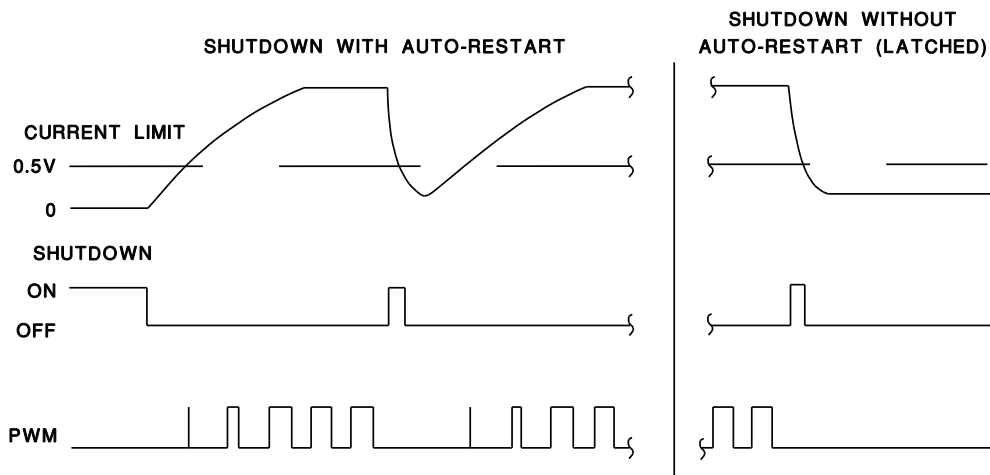 SHUTDOWN WITH AUTO-RESTART
SHUTDOWN WITHOUT
AUTO-RESTART (LATCHED)
CURRENT LIMIT
0.5V
0
SHUTDOWN
ON
OFF
PWM